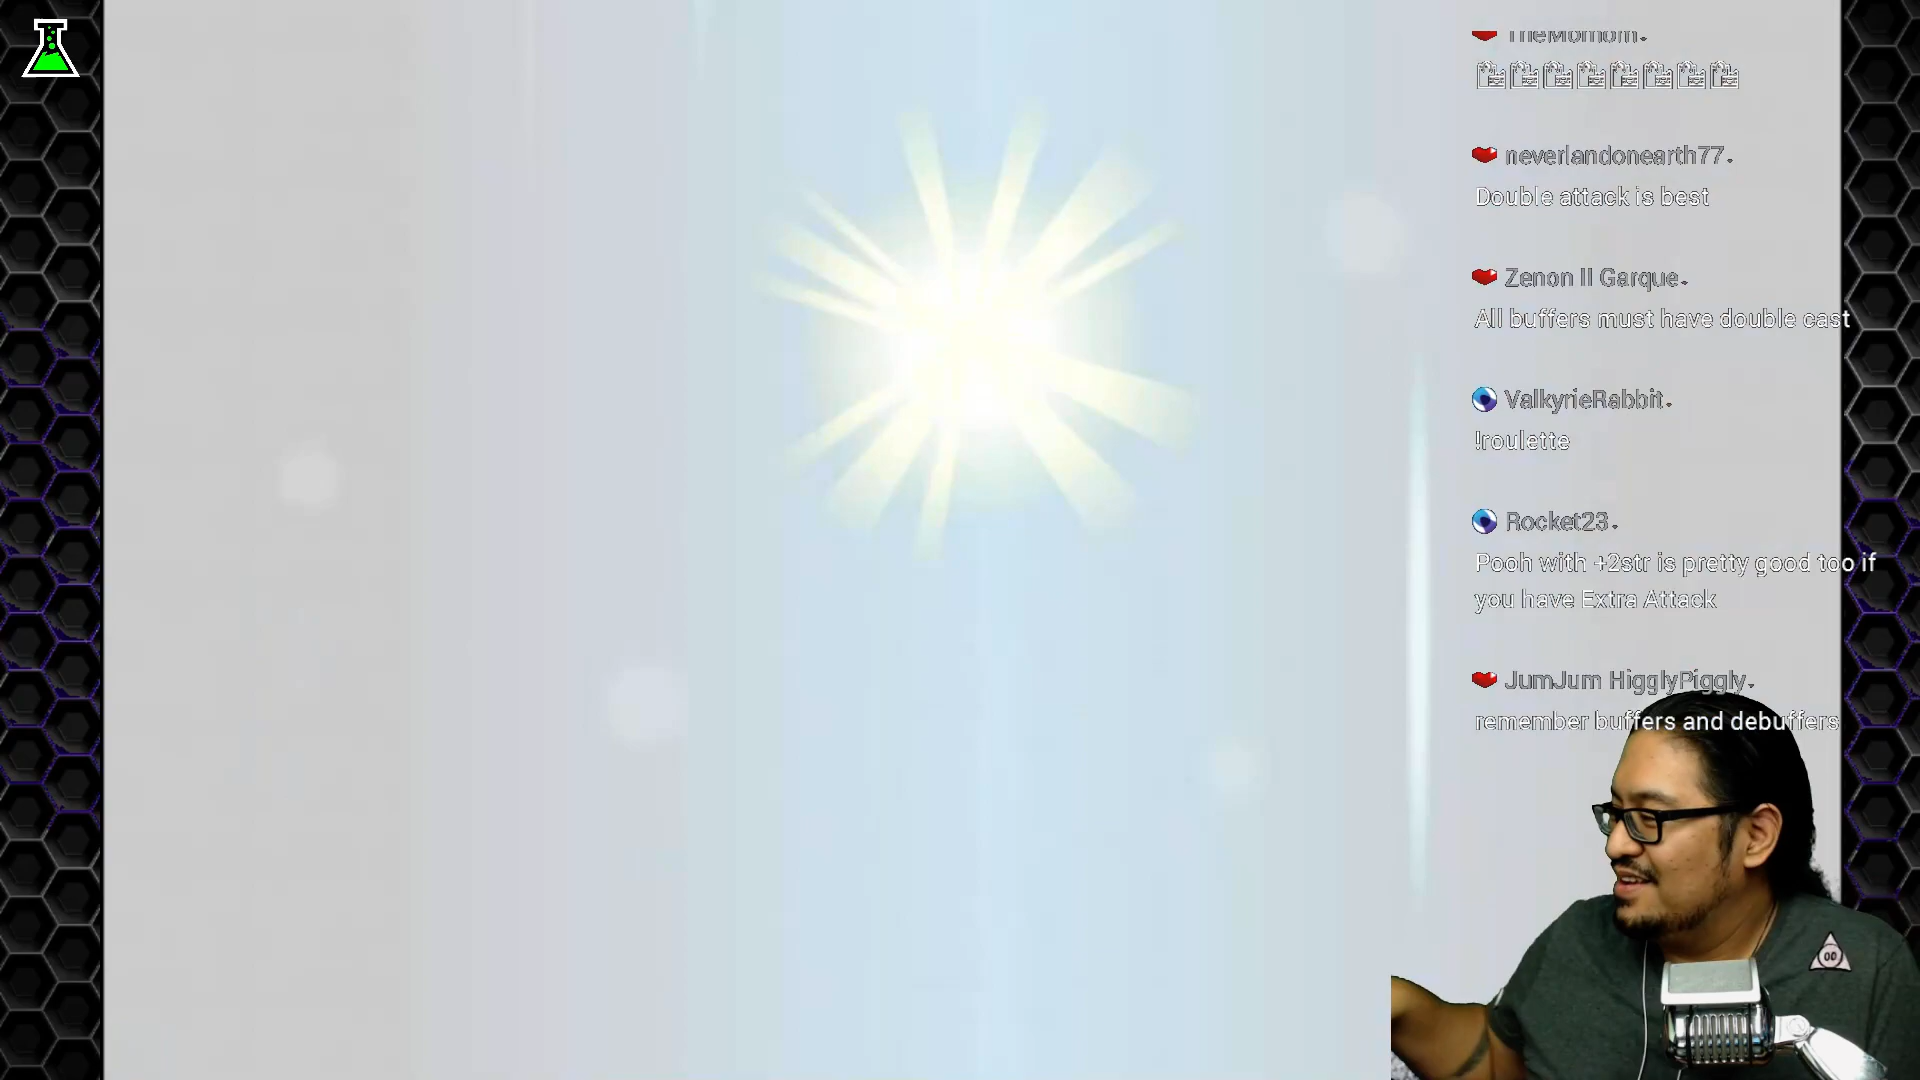 TheMomom.
neverlandonearth77.
Double attack is best
Zenon II Garque.
All buffers must have double cast
ValkyrieRabbit.
!roulette
Rocket23.
Pooh with +2str is pretty good too if
you have Extra Attack
JumJum HigglyPiggly.
remember buffers and debuffers